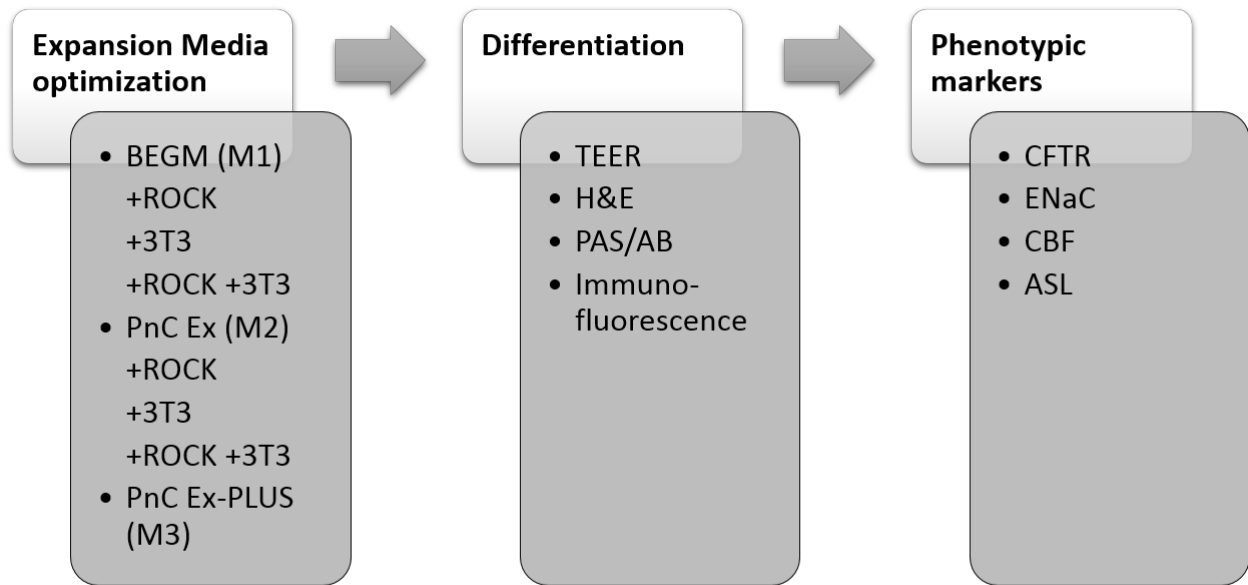 Expansion Media
optimization
• BEGM (M1)
+ROCK
+3T3
+ROCK +3T3
• PnC Ex (M2)
+ROCK
+3T3
+ROCK +3T3
• PnC Ex-PLUS
(M3)
Differentiation
• TEER
• H&E
• PAS/AB
• Immuno-
fluorescence
Phenotypic
markers
• CFTR
• ENaC
• CBF
• ASL